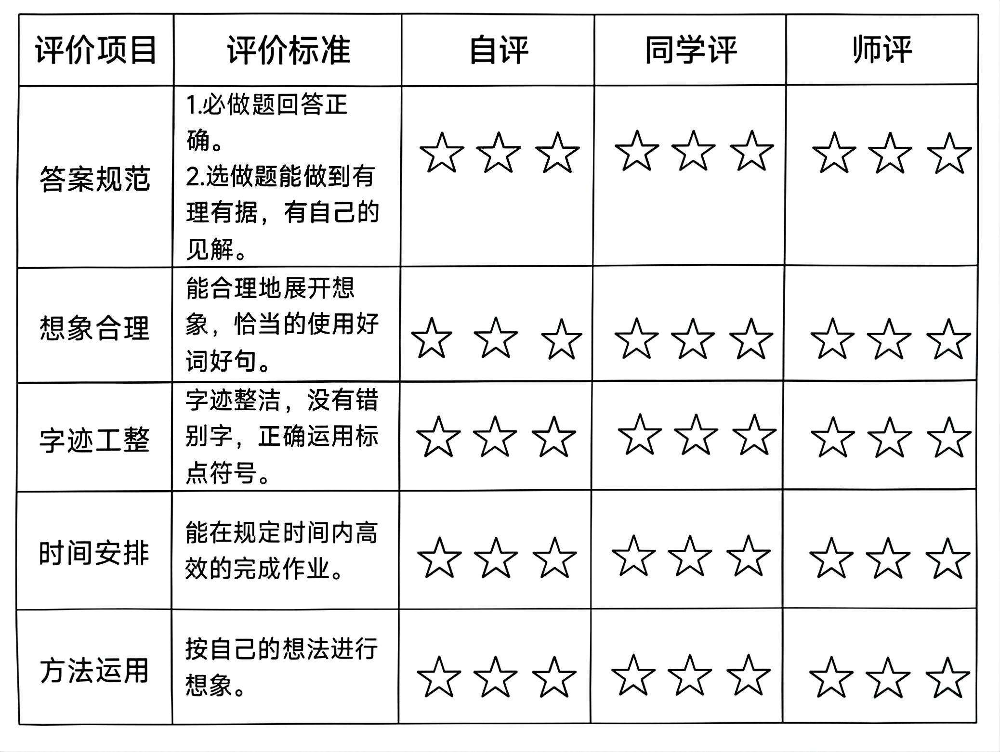 评价项目 评价标准 自评 同学评 师评
答案规范
1.必做题回答正
确。
2.选做题能做到有
理有据，有自己的
见解。
☆ ☆ ☆ ☆ ☆ ☆ ☆ ☆ ☆
想象合理
能合理地展开想
象，恰当的使用好
词好句。
☆ ☆ ☆ ☆ ☆ ☆ ☆ ☆ ☆
字迹工整
字迹整洁，没有错
别字，正确运用标
点符号。
☆ ☆ ☆ ☆ ☆ ☆ ☆ ☆ ☆
时间安排
能在规定时间内高
效的完成作业。
☆ ☆ ☆ ☆ ☆ ☆ ☆ ☆ ☆
方法运用
按自己的想法进行
想象。
☆ ☆ ☆ ☆ ☆ ☆ ☆ ☆ ☆